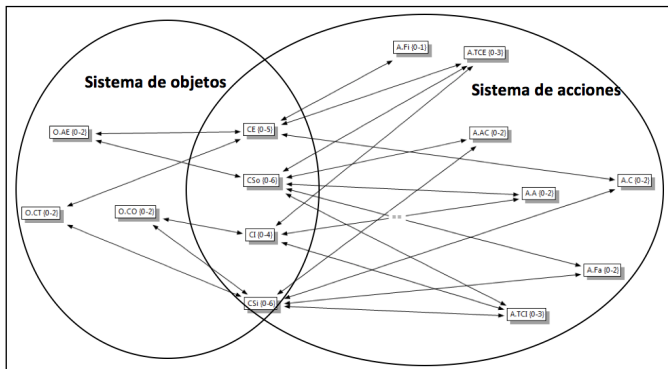 A.Fi (0-1)
A.TCE (0-3)
Sistema de objetos
Sistema de acciones
O.AE (0-2)
CE (0-5)
A.AC (0-2)
CSo (0-6)
A.C (0-2)
A.A (0-2)
O.CT (0-2)
O.CO (0-2)
==
CI (0-4)
A.Fa (0-2)
CSi (0-6)
A.TCI (0-3)